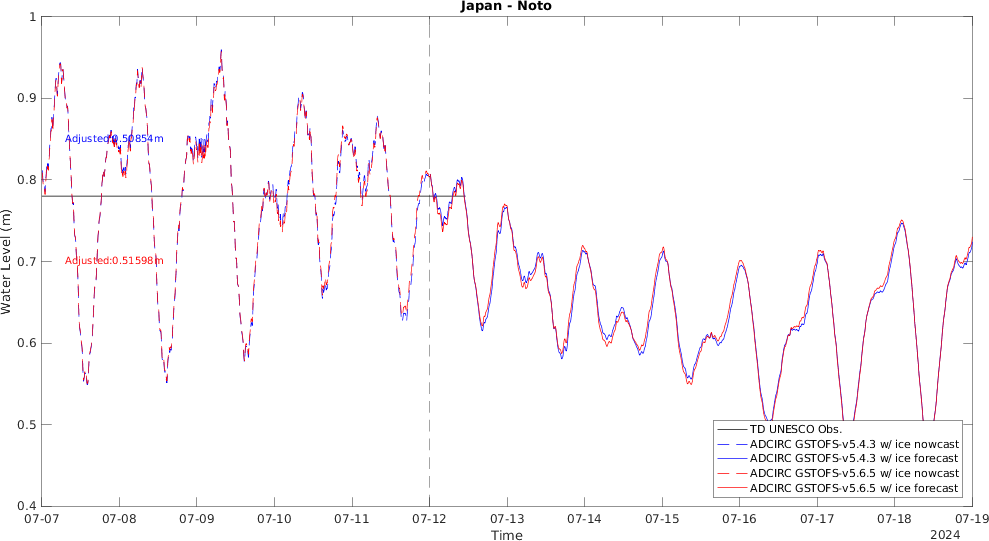 Japan - Noto
Water Level (m)
1
0.9
0.8
0.7
0.6
0.5
0.4
Adjusted:0.50854m
Adjusted:0.51598m
TD UNESCO Obs.
ADCIRC GSTOFS-v5.4.3 w/ ice nowcast
ADCIRC GSTOFS-v5.4.3 w/ ice forecast
ADCIRC GSTOFS-v5.6.5 w/ ice nowcast
ADCIRC GSTOFS-v5.6.5 w/ ice forecast
07-07 07-08 07-09 07-10 07-11 07-12 07-13 07-14 07-15 07-16 07-17 07-18 07-19
Time
2024